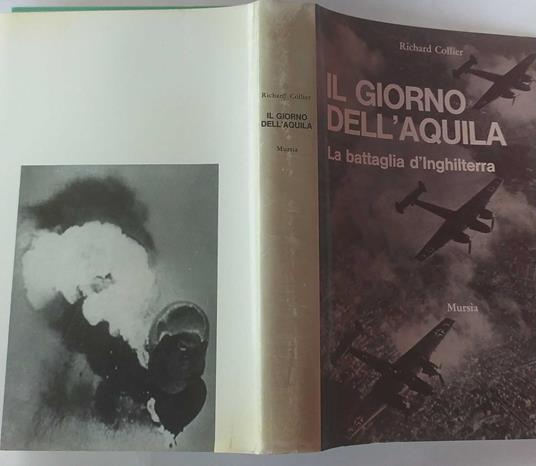 Richard Collier
IL GIORNO
DELL'AQUILA
Mursia
Richard Collier
IL GIORNO
DELL'AQUILA
La battaglia d'Inghilterra
Mursia